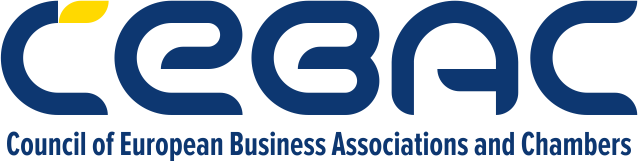 CEBAC
Council of European Business Associations and Chambers